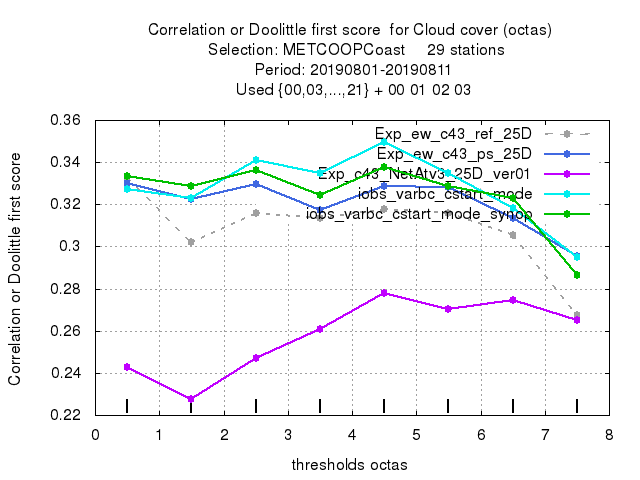 Correlation or Doolittle first score  for Cloud cover (octas)
Selection: METCOOPCoast    29 stations
Period: 20190801-20190811
Used {00,03,...,21} + 00 01 02 03
Correlation or Doolittle first score
0.36
0.34
0.32
0.3
0.28
0.26
0.24
0.22
Exp_ew_c43_ref_25D
Exp_ew_c43_ps_25D
Exp_c43_NetAtv3_25D_ver01
iobs_varbc_cstart_mode
iobs_varbc_cstart_mode_synop
0 1 2 3 4 5 6 7 8
thresholds octas